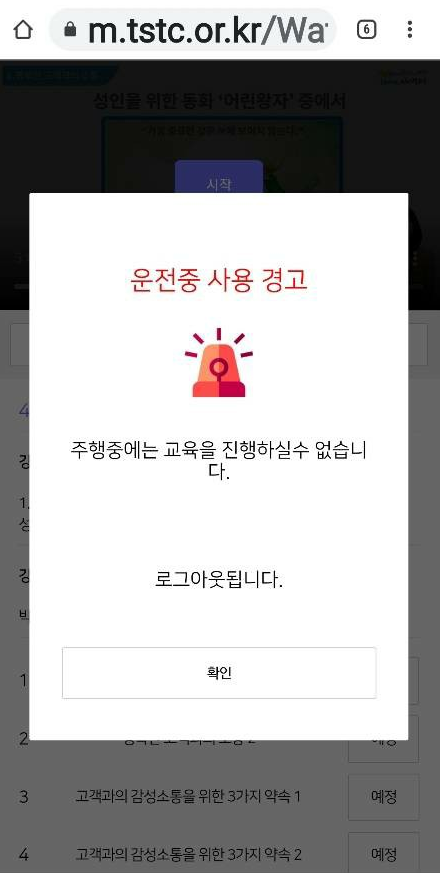 m.tstc.or.kr/Wat
6
성인을 위한 동화 '어린왕자' 중에서
시작
운전중 사용 경고
주행중에는 교육을 진행하실수 없습니
다.
로그아웃됩니다.
확인
4
강
1.
성
강
박
1
2
예정
3 고객과의 감성소통을 위한 3가지 약속 1 예정
4 고객과의 감성소통을 위한 3가지 약속 2 예정